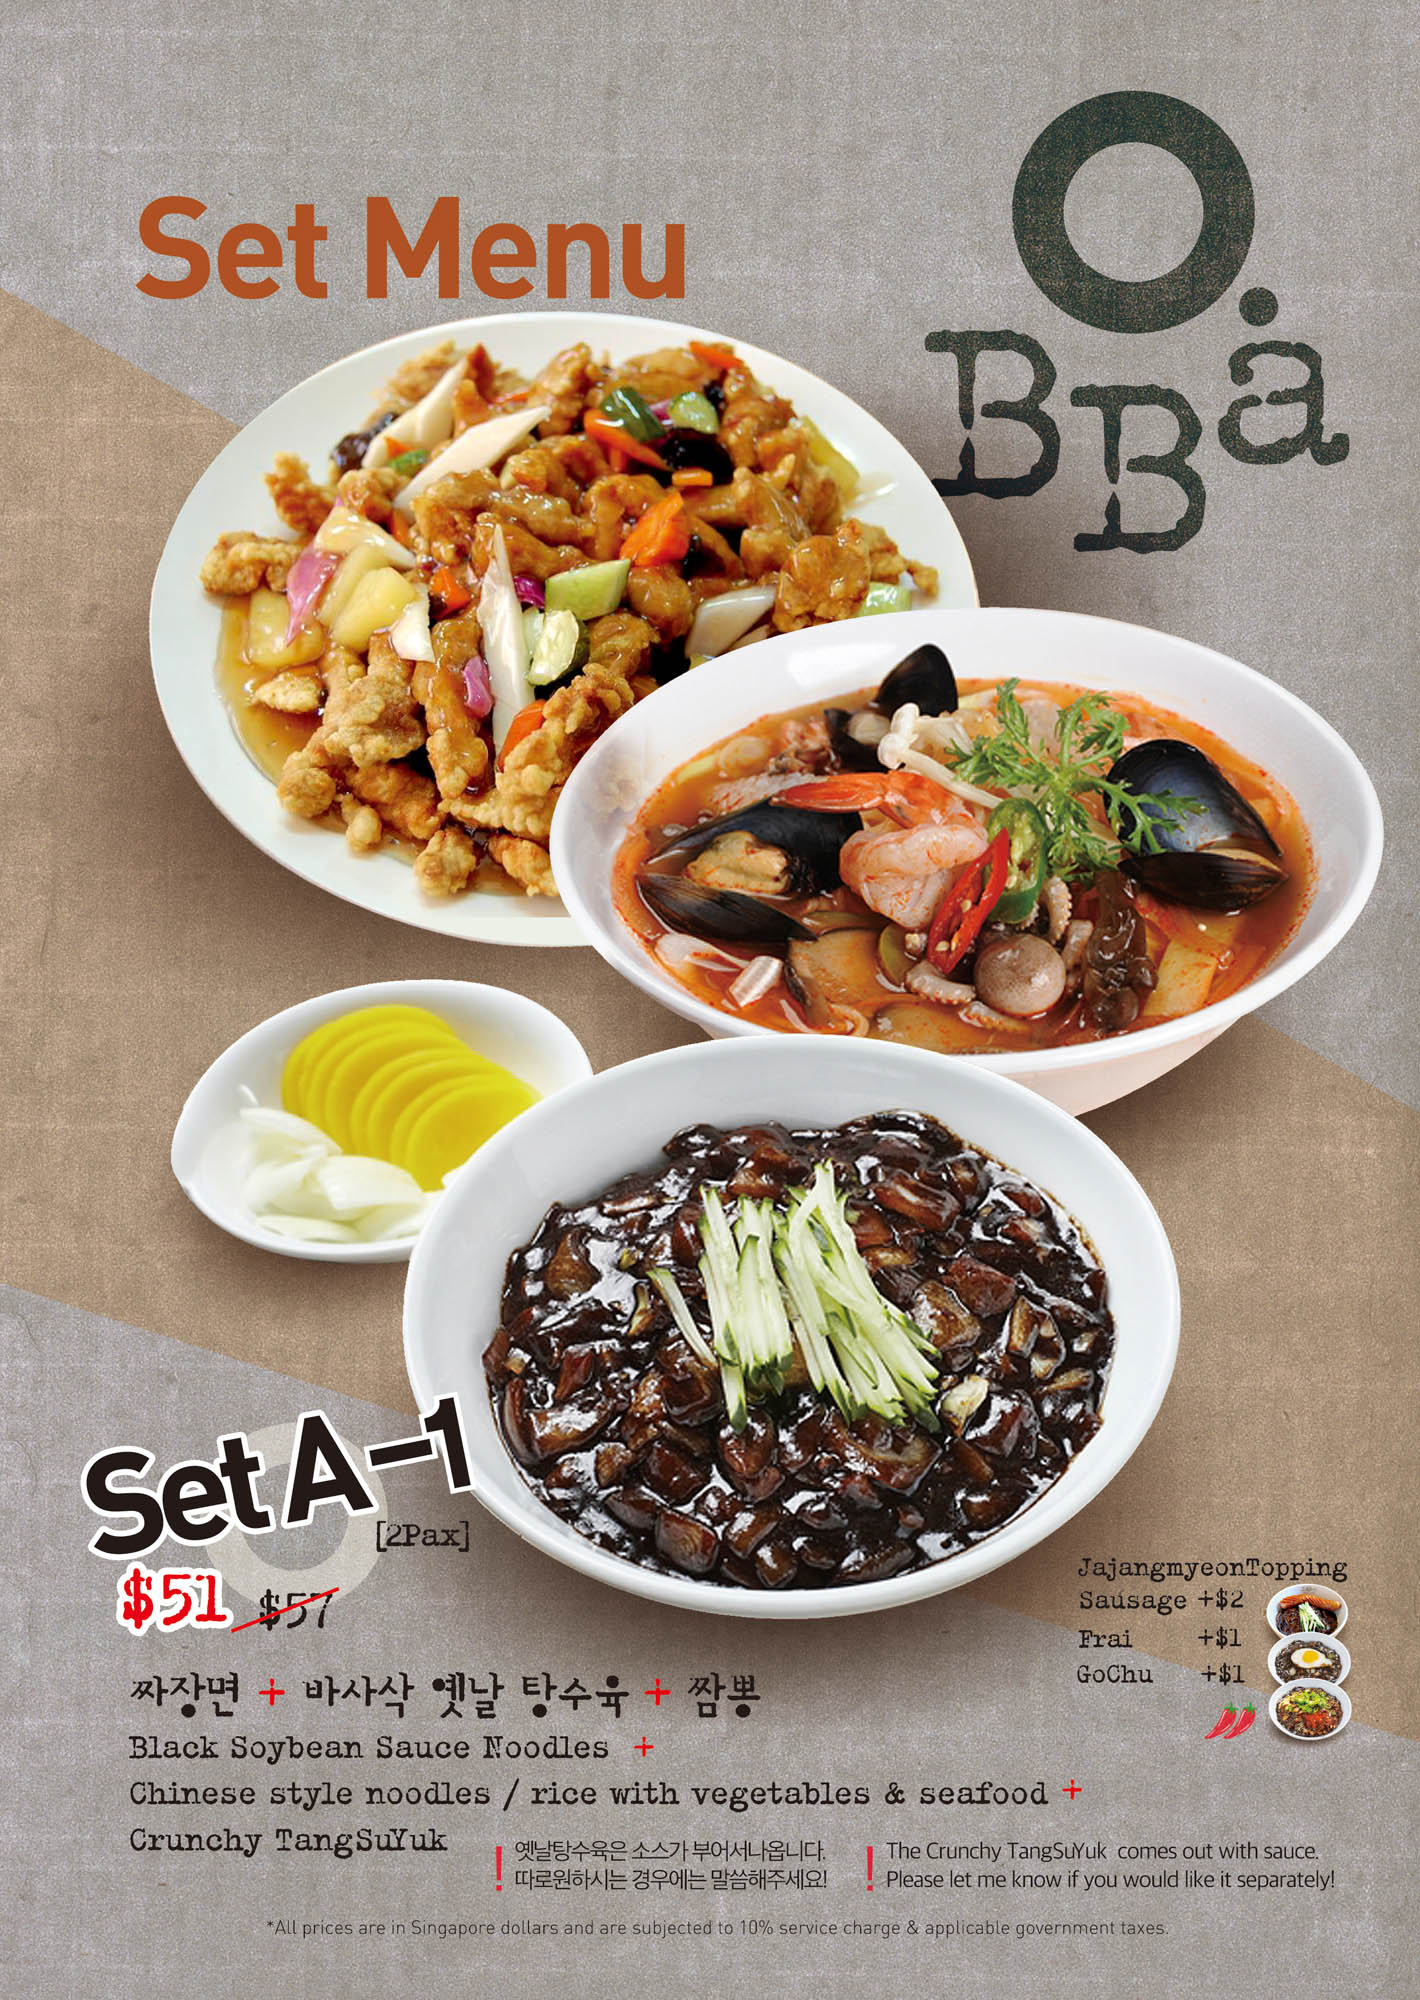 Set Menu
O.BBa
Set A-1
[2Pax]
$51 $57
JajangmyeonTopping
Sausage +$2
Frai +$1
GoChu +$1
짜장면 + 바사삭 옛날 탕수육 + 짬뽕
Black Soybean Sauce Noodles +
Chinese style noodles / rice with vegetables & seafood +
Crunchy TangSuYuk
! 옛날탕수육은 소스가 부어서나옵니다.
따로원하시는 경우에는 말씀해주세요!
! The Crunchy TangSuYuk comes out with sauce.
Please let me know if you would like it separately!
*All prices are in Singapore dollars and are subjected to 10% service charge & applicable government taxes.